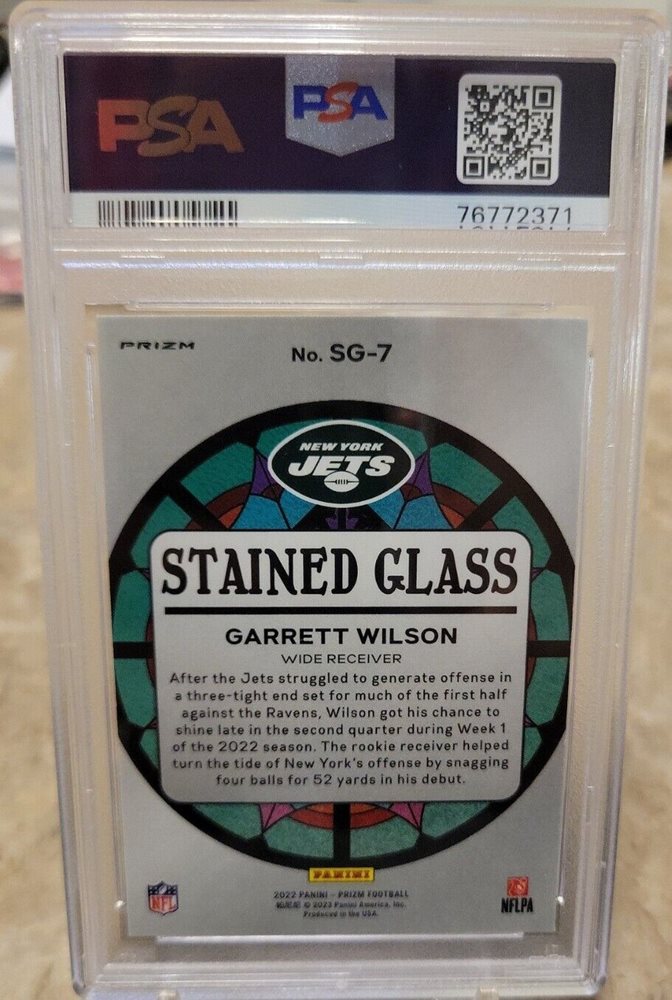 PSA PSA
76772371
PRIZM
No. SG-7
NEW YORK
JETS
STAINED GLASS
GARRETT WILSON
WIDE RECEIVER
After the Jets struggled to generate offense in
a three-tight end set for much of the first half
against the Ravens, Wilson got his chance to
shine late in the second quarter during Week 1
of the 2022 season. The rookie receiver helped
turn the tide of New York's offense by snagging
four balls for 52 yards in his debut.
PANINI
2022 PANINI - PRIZM FOOTBALL
© 2023 Panini America, Inc.
Produced in the USA.
NFL
NFLPA